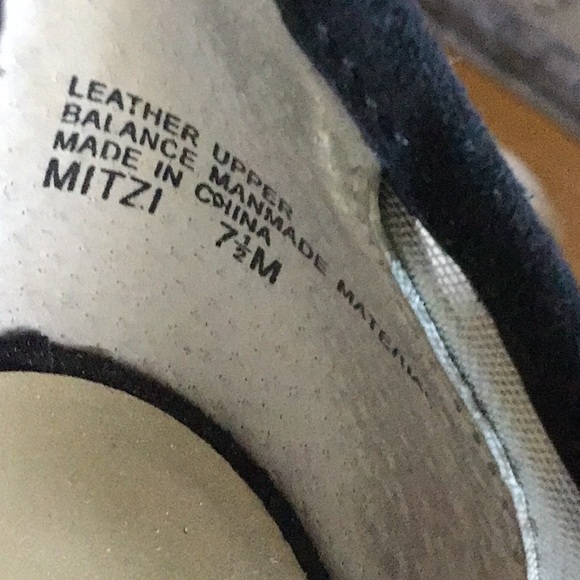 LEATHER UPPER
BALANCE MANMADE MATERIAL
MADE IN CHINA
MITZI 7½M